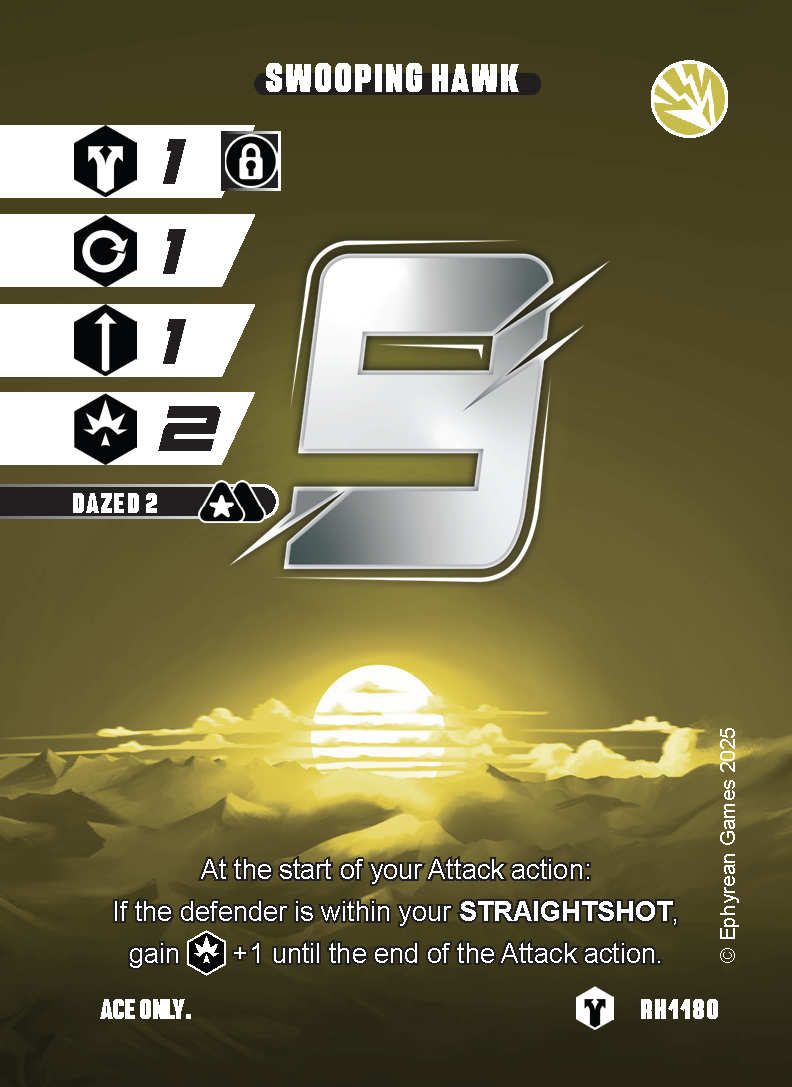 SWOOPING HAWK
1
1
1
2
DAZED 2
S
At the start of your Attack action:
If the defender is within your STRAIGHTSHOT,
gain +1 until the end of the Attack action.
ACE ONLY.
RH1180
© Ephyrean Games 2025